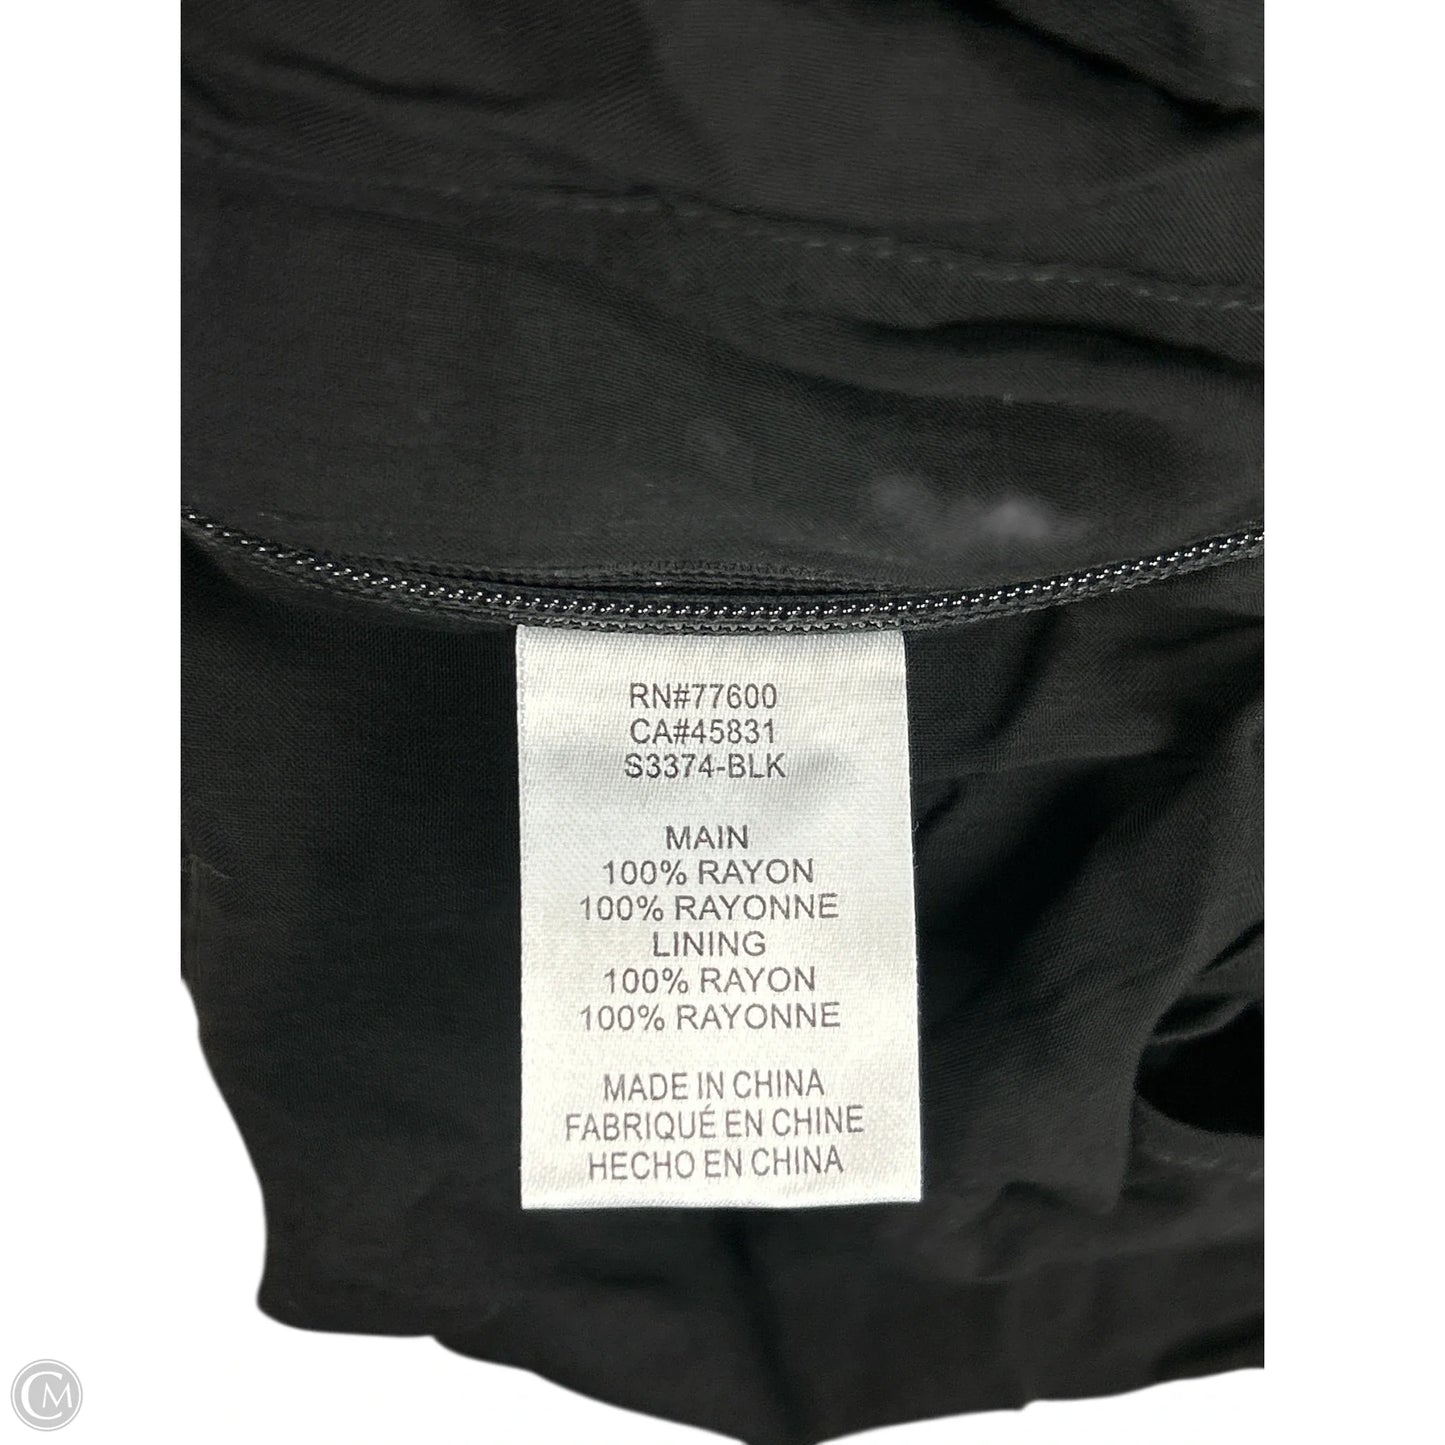 RN#77600
CA#45831
S3374-BLK
MAIN
100% RAYON
100% RAYONNE
LINING
100% RAYON
100% RAYONNE
MADE IN CHINA
FABRIQUÉ EN CHINE
HECHO EN CHINA
CM